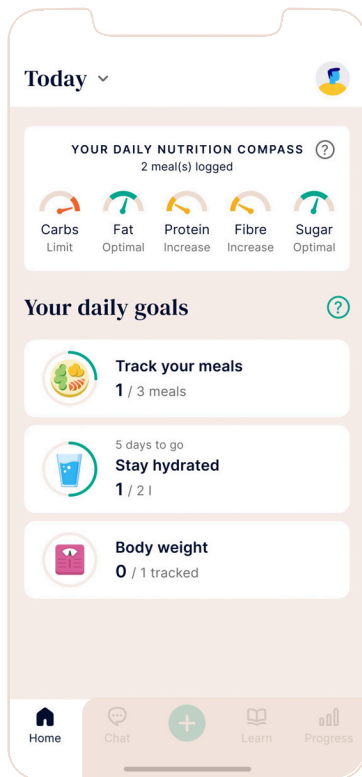 Today
YOUR DAILY NUTRITION COMPASS ?
2 meal(s) logged
Carbs Fat Protein Fibre Sugar
Limit Optimal Increase Increase Optimal
Your daily goals ?
Track your meals
1 / 3 meals
5 days to go
Stay hydrated
1 / 2 l
Body weight
0 / 1 tracked
Home Chat Learn Progress